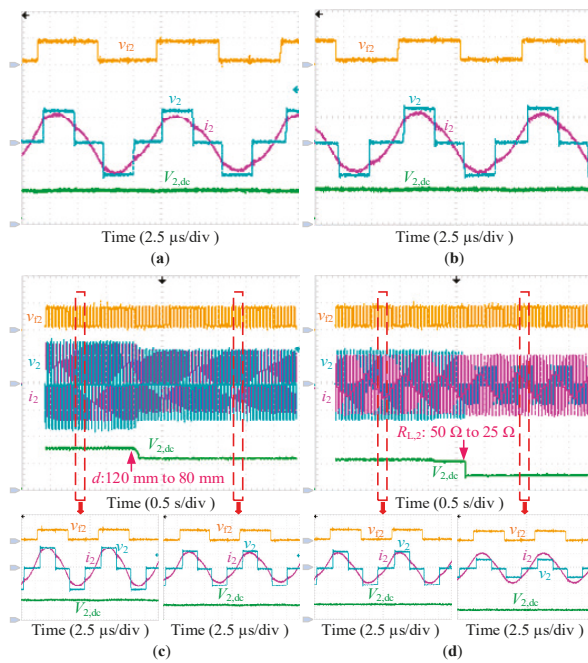 v_f2
v_2
i_2
V_2,dc
Time (2.5 μs/div )
(a)
v_f2
v_2
i_2
V_2,dc
Time (2.5 μs/div )
(b)
v_f2
v_2
i_2
V_2,dc
d:120 mm to 80 mm
Time (0.5 s/div )
v_f2
v_2
i_2
V_2,dc
Time (2.5 μs/div )
v_f2
v_2
i_2
V_2,dc
Time (2.5 μs/div )
(c)
v_f2
v_2
i_2
R_L,2: 50 Ω to 25 Ω
V_2,dc
Time (0.5 s/div )
v_f2
v_2
i_2
V_2,dc
Time (2.5 μs/div )
v_f2
i_2
v_2
V_2,dc
Time (2.5 μs/div )
(d)